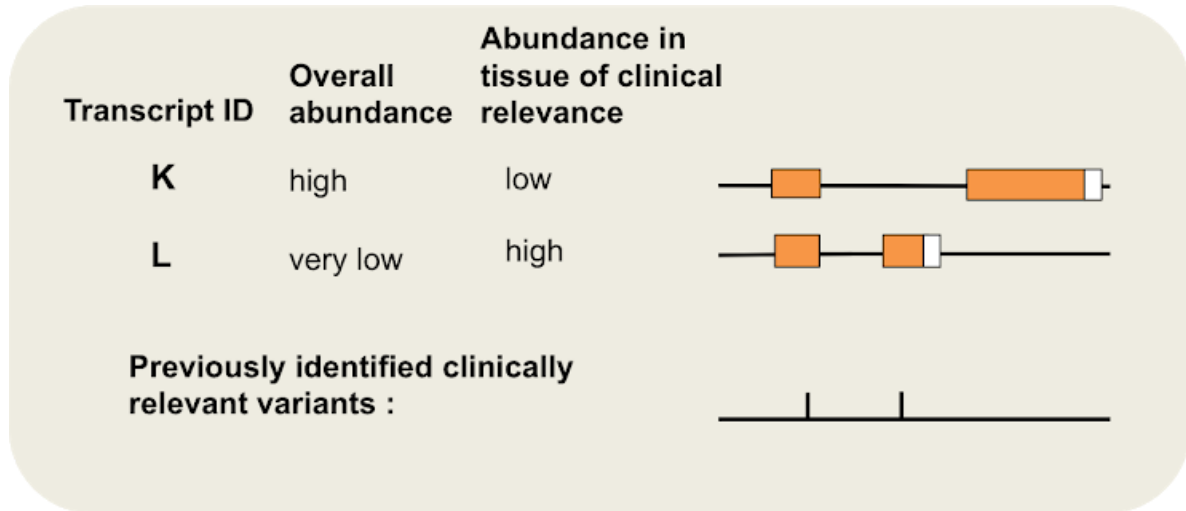 Transcript ID
Overall
abundance
Abundance in
tissue of clinical
relevance
K high low
L very low high
Previously identified clinically
relevant variants :